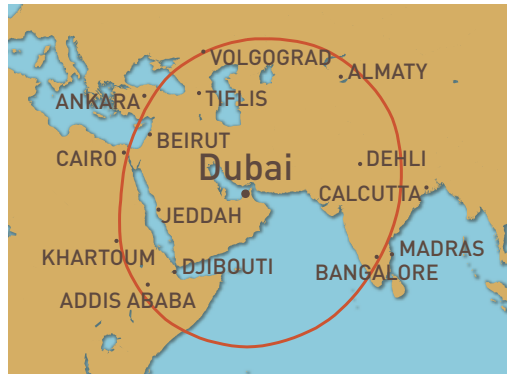 VOLGOGRAD
ALMATY
ANKARA
TIFLIS
BEIRUT
CAIRO
Dubai
DEHLI
CALCUTTA
JEDDAH
KHARTOUM
MADRAS
DJIBOUTI
BANGALORE
ADDIS ABABA